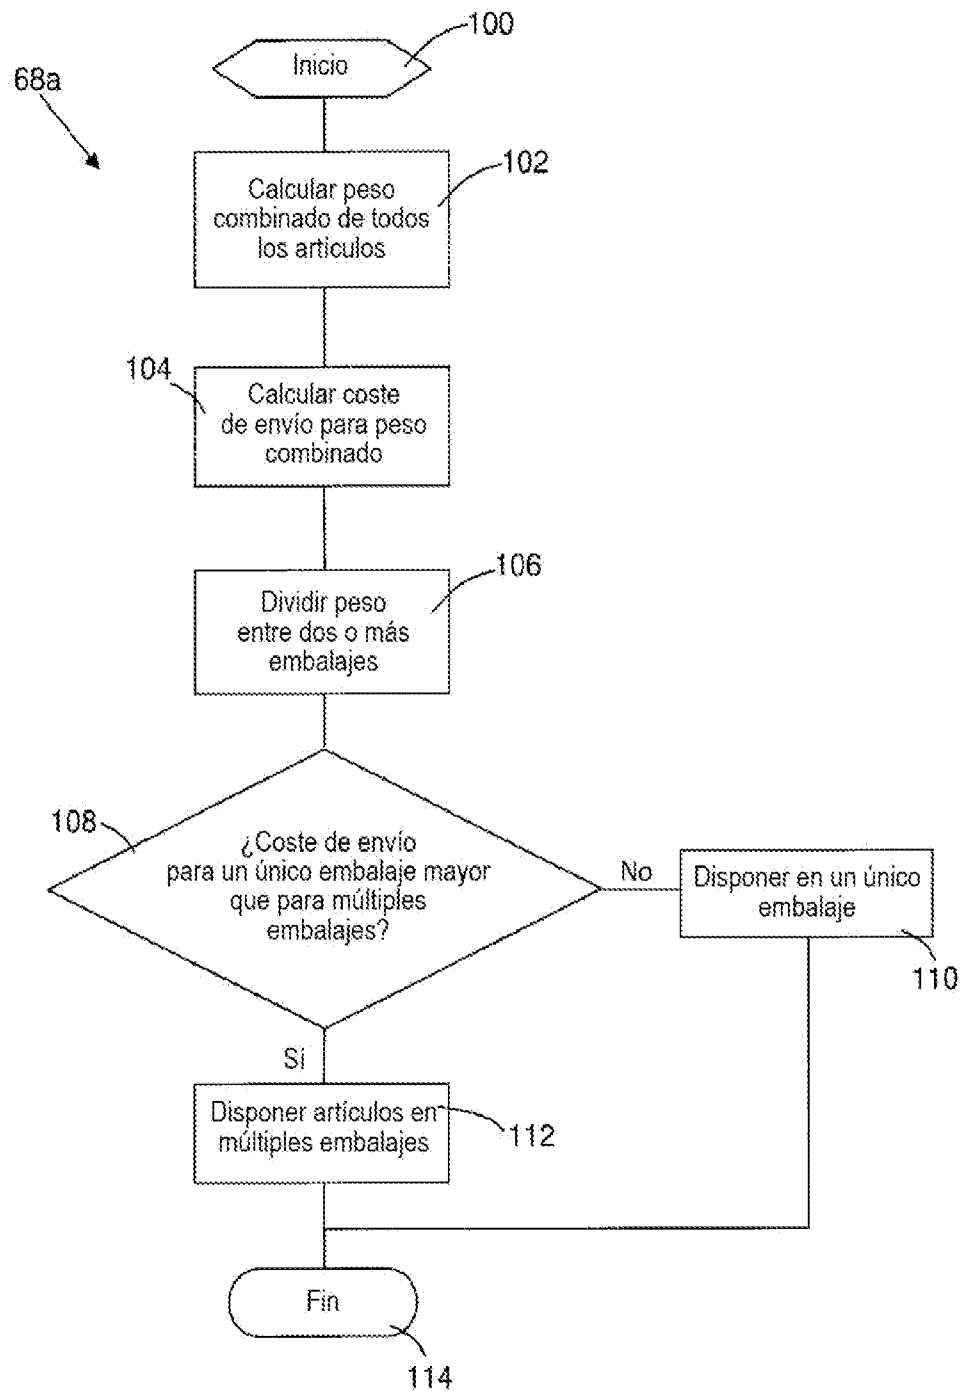 100
Inicio
68a
102
Calcular peso
combinado de todos
los artículos
104
Calcular coste
de envío para peso
combinado
106
Dividir peso
entre dos o más
embalajes
108
¿Coste de envío
para un único embalaje mayor
que para múltiples
embalajes?
No
Disponer en un único
embalaje
110
Sí
Disponer artículos en
múltiples embalajes
112
Fin
114